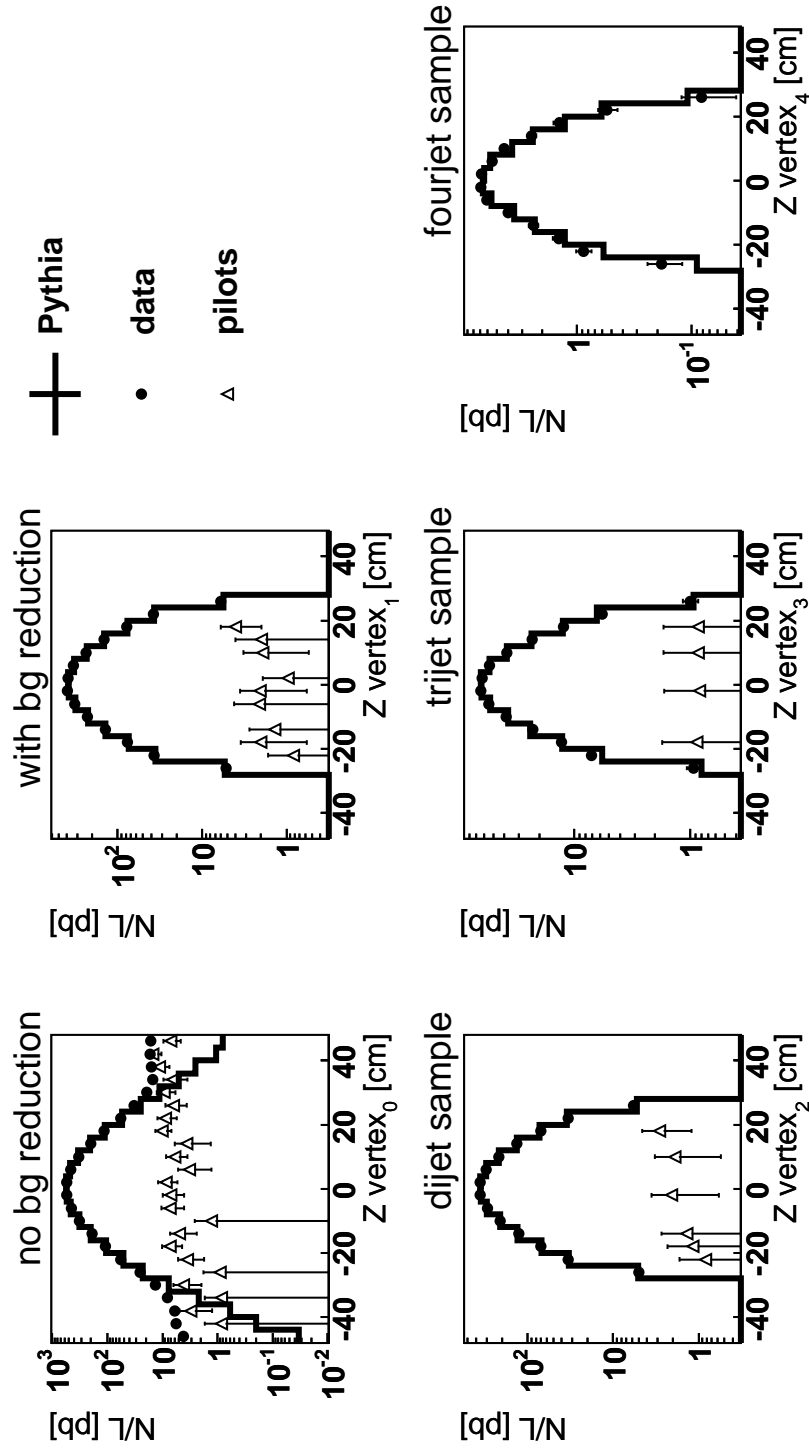 no bg reduction
N/L [pb]
10³
10²
10
1
10⁻¹
10⁻²
-40 -20 0 20 40
Z vertex₀ [cm]
with bg reduction
N/L [pb]
10²
10
1
-40 -20 0 20 40
Z vertex₁ [cm]
Pythia
data
pilots
dijet sample
N/L [pb]
10²
10
1
-40 -20 0 20 40
Z vertex₂ [cm]
trijet sample
N/L [pb]
10
1
-40 -20 0 20 40
Z vertex₃ [cm]
fourjet sample
N/L [pb]
1
10⁻¹
-40 -20 0 20 40
Z vertex₄ [cm]